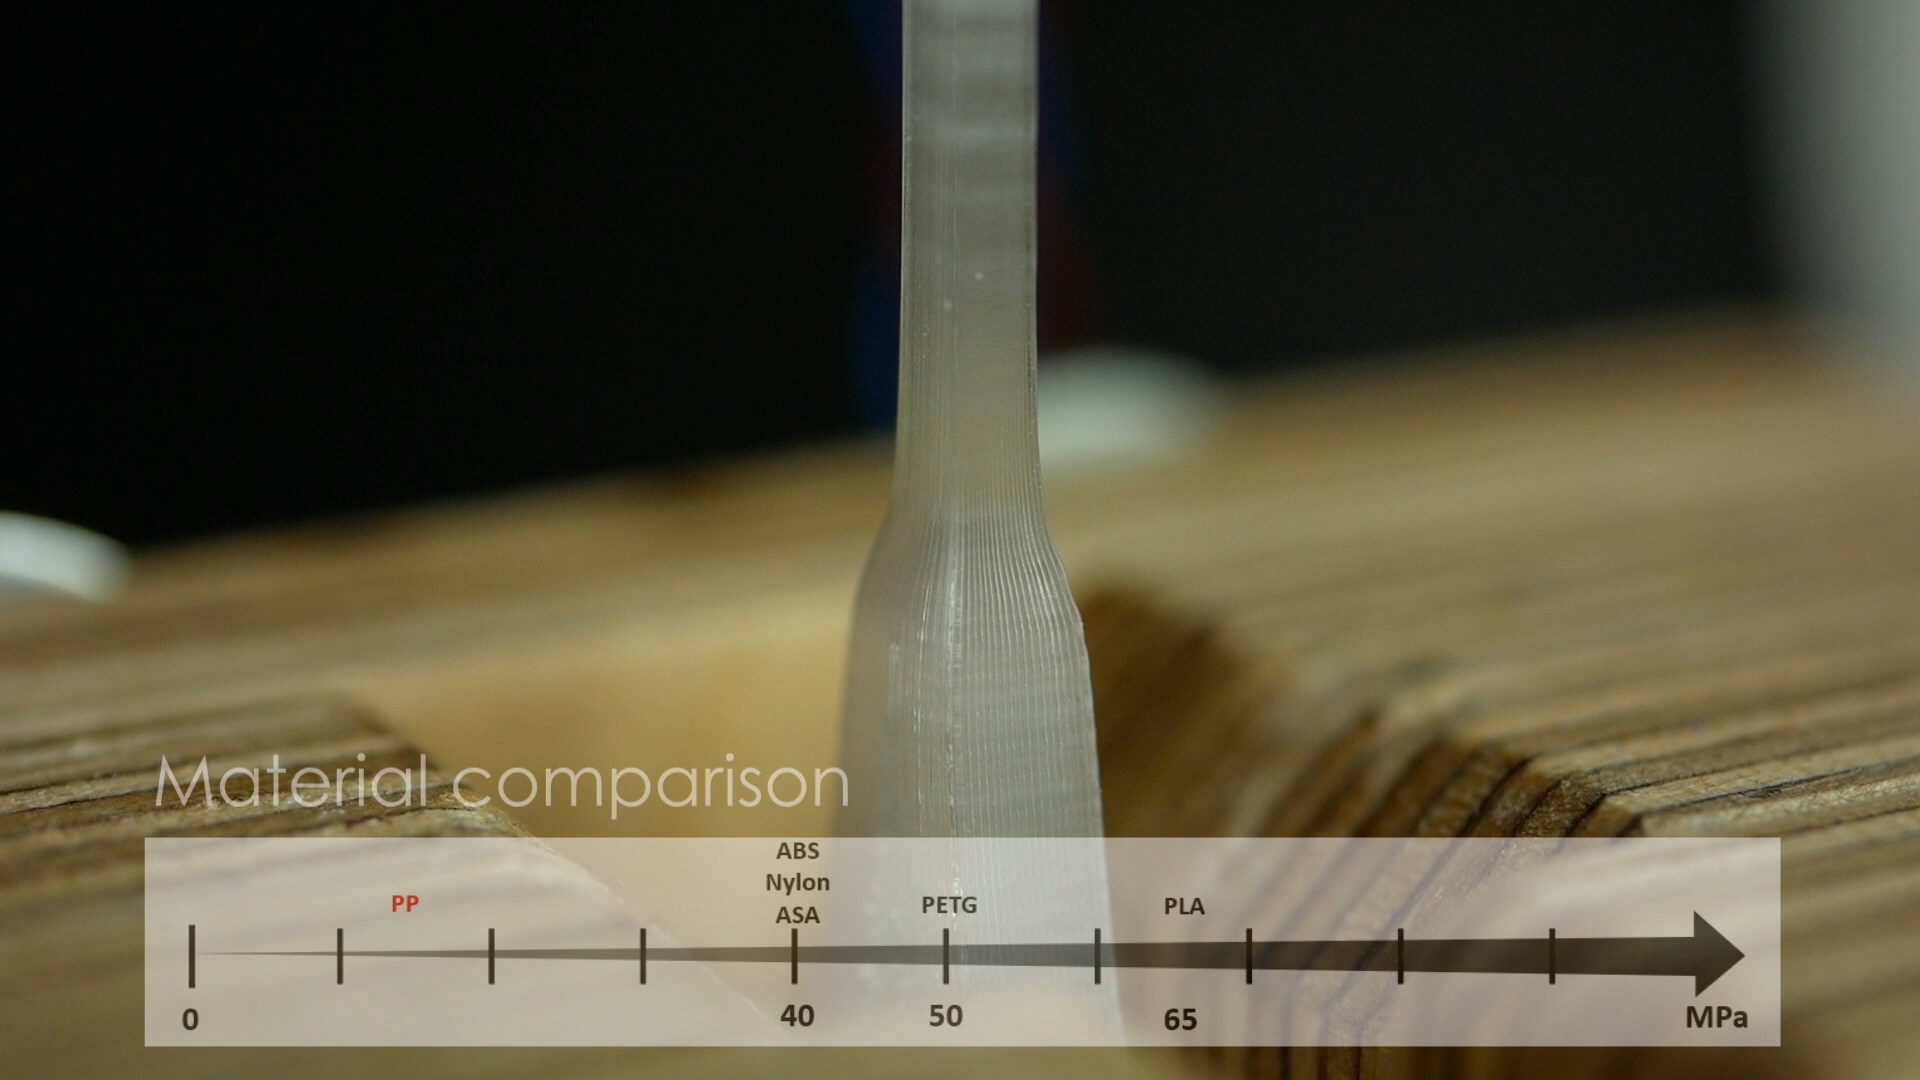 Material comparison
ABS
Nylon
PP PETG PLA
ASA
0 40 50 65 MPa